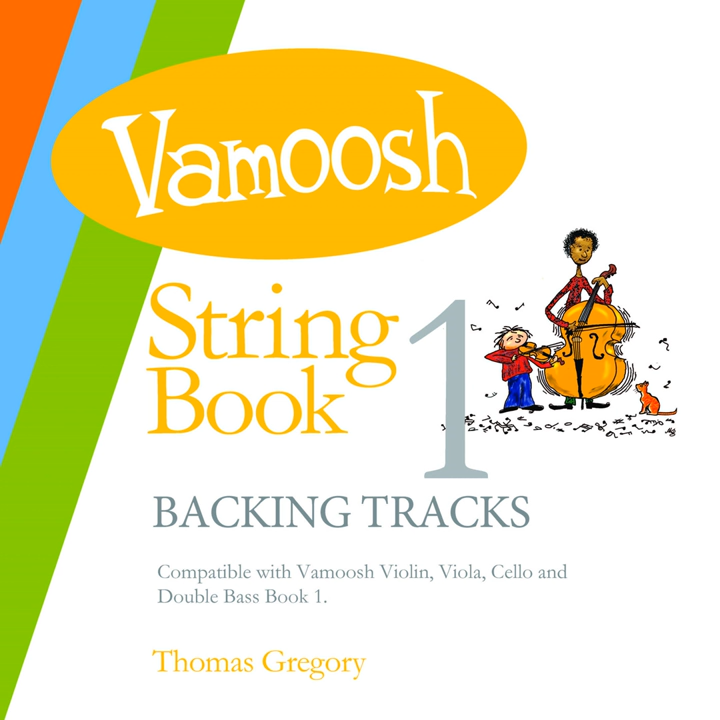 Vamoosh
String
Book 1
BACKING TRACKS
Compatible with Vamoosh Violin, Viola, Cello and
Double Bass Book 1.
Thomas Gregory